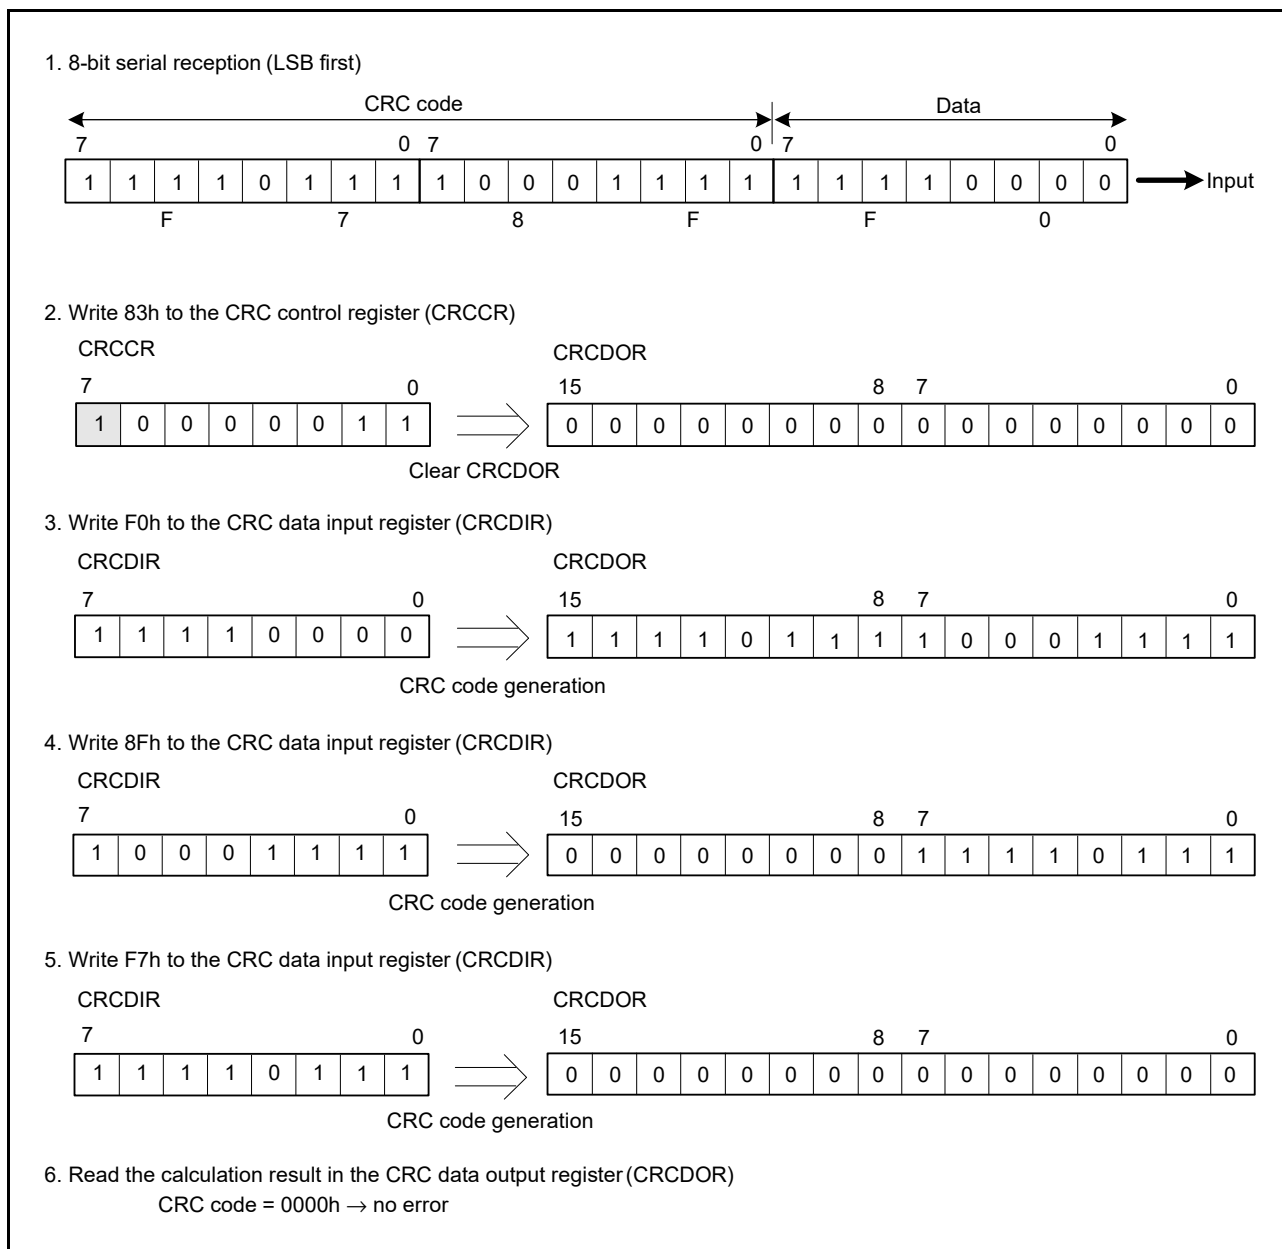 1. 8-bit serial reception (LSB first)
CRC code Data
7 0 7 0 7 0
1 1 1 1 0 1 1 1 1 0 0 0 1 1 1 1 1 1 1 1 0 0 0 0 Input
F 7 8 F F 0
2. Write 83h to the CRC control register (CRCCR)
CRCCR CRCDOR
7 0 15 8 7 0
1 0 0 0 0 0 1 1 0 0 0 0 0 0 0 0 0 0 0 0 0 0 0 0
Clear CRCDOR
3. Write F0h to the CRC data input register (CRCDIR)
CRCDIR CRCDOR
7 0 15 8 7 0
1 1 1 1 0 0 0 0 1 1 1 1 0 1 1 1 1 0 0 0 1 1 1 1
CRC code generation
4. Write 8Fh to the CRC data input register (CRCDIR)
CRCDIR CRCDOR
7 0 15 8 7 0
1 0 0 0 1 1 1 1 0 0 0 0 0 0 0 0 1 1 1 1 0 1 1 1
CRC code generation
5. Write F7h to the CRC data input register (CRCDIR)
CRCDIR CRCDOR
7 0 15 8 7 0
1 1 1 1 0 1 1 1 0 0 0 0 0 0 0 0 0 0 0 0 0 0 0 0
CRC code generation
6. Read the calculation result in the CRC data output register (CRCDOR)
CRC code = 0000h → no error